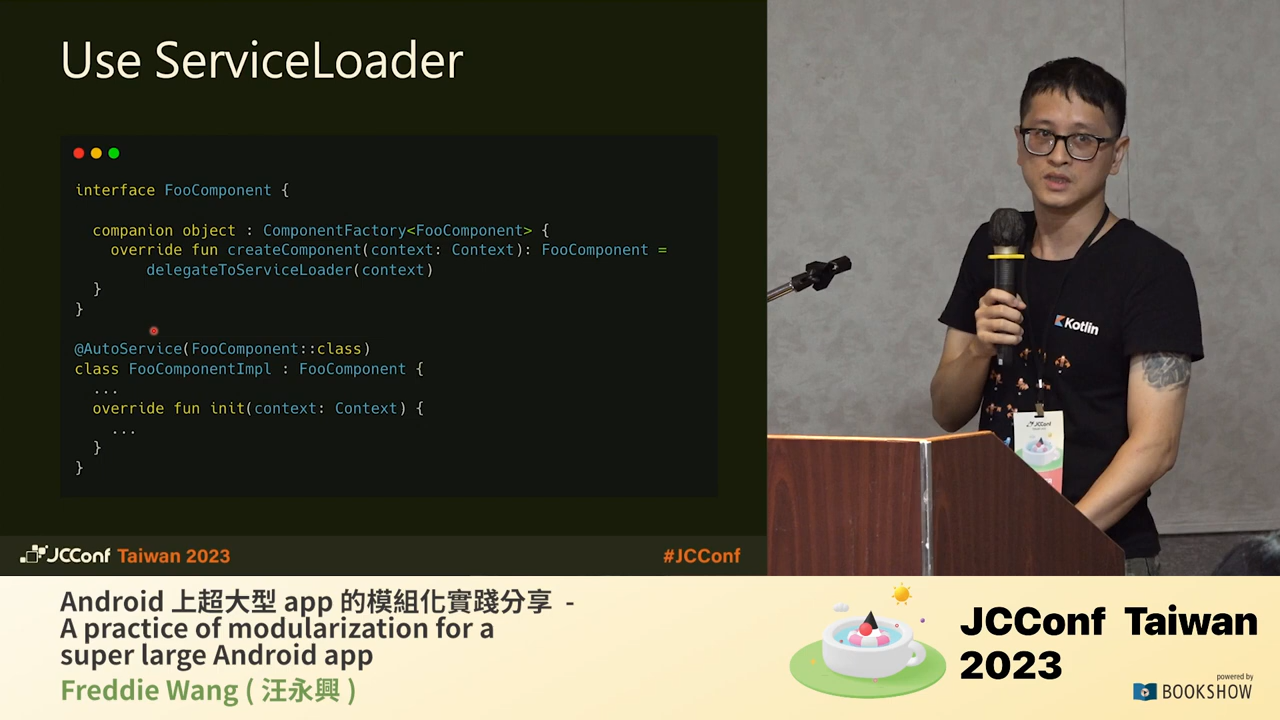 Use ServiceLoader
interface FooComponent {
companion object : ComponentFactory<FooComponent> {
override fun createComponent(context: Context): FooComponent =
delegateToServiceLoader(context)
}
}
@AutoService(FooComponent::class)
class FooComponentImpl : FooComponent {
...
override fun init(context: Context) {
...
}
}
JCConf Taiwan 2023
#JCConf
Kotlin
JCConf
Android 上超大型 app 的模組化實踐分享 -
A practice of modularization for a
super large Android app
Freddie Wang ( 汪永興 )
JCConf Taiwan
2023
powered by
BOOKSHOW